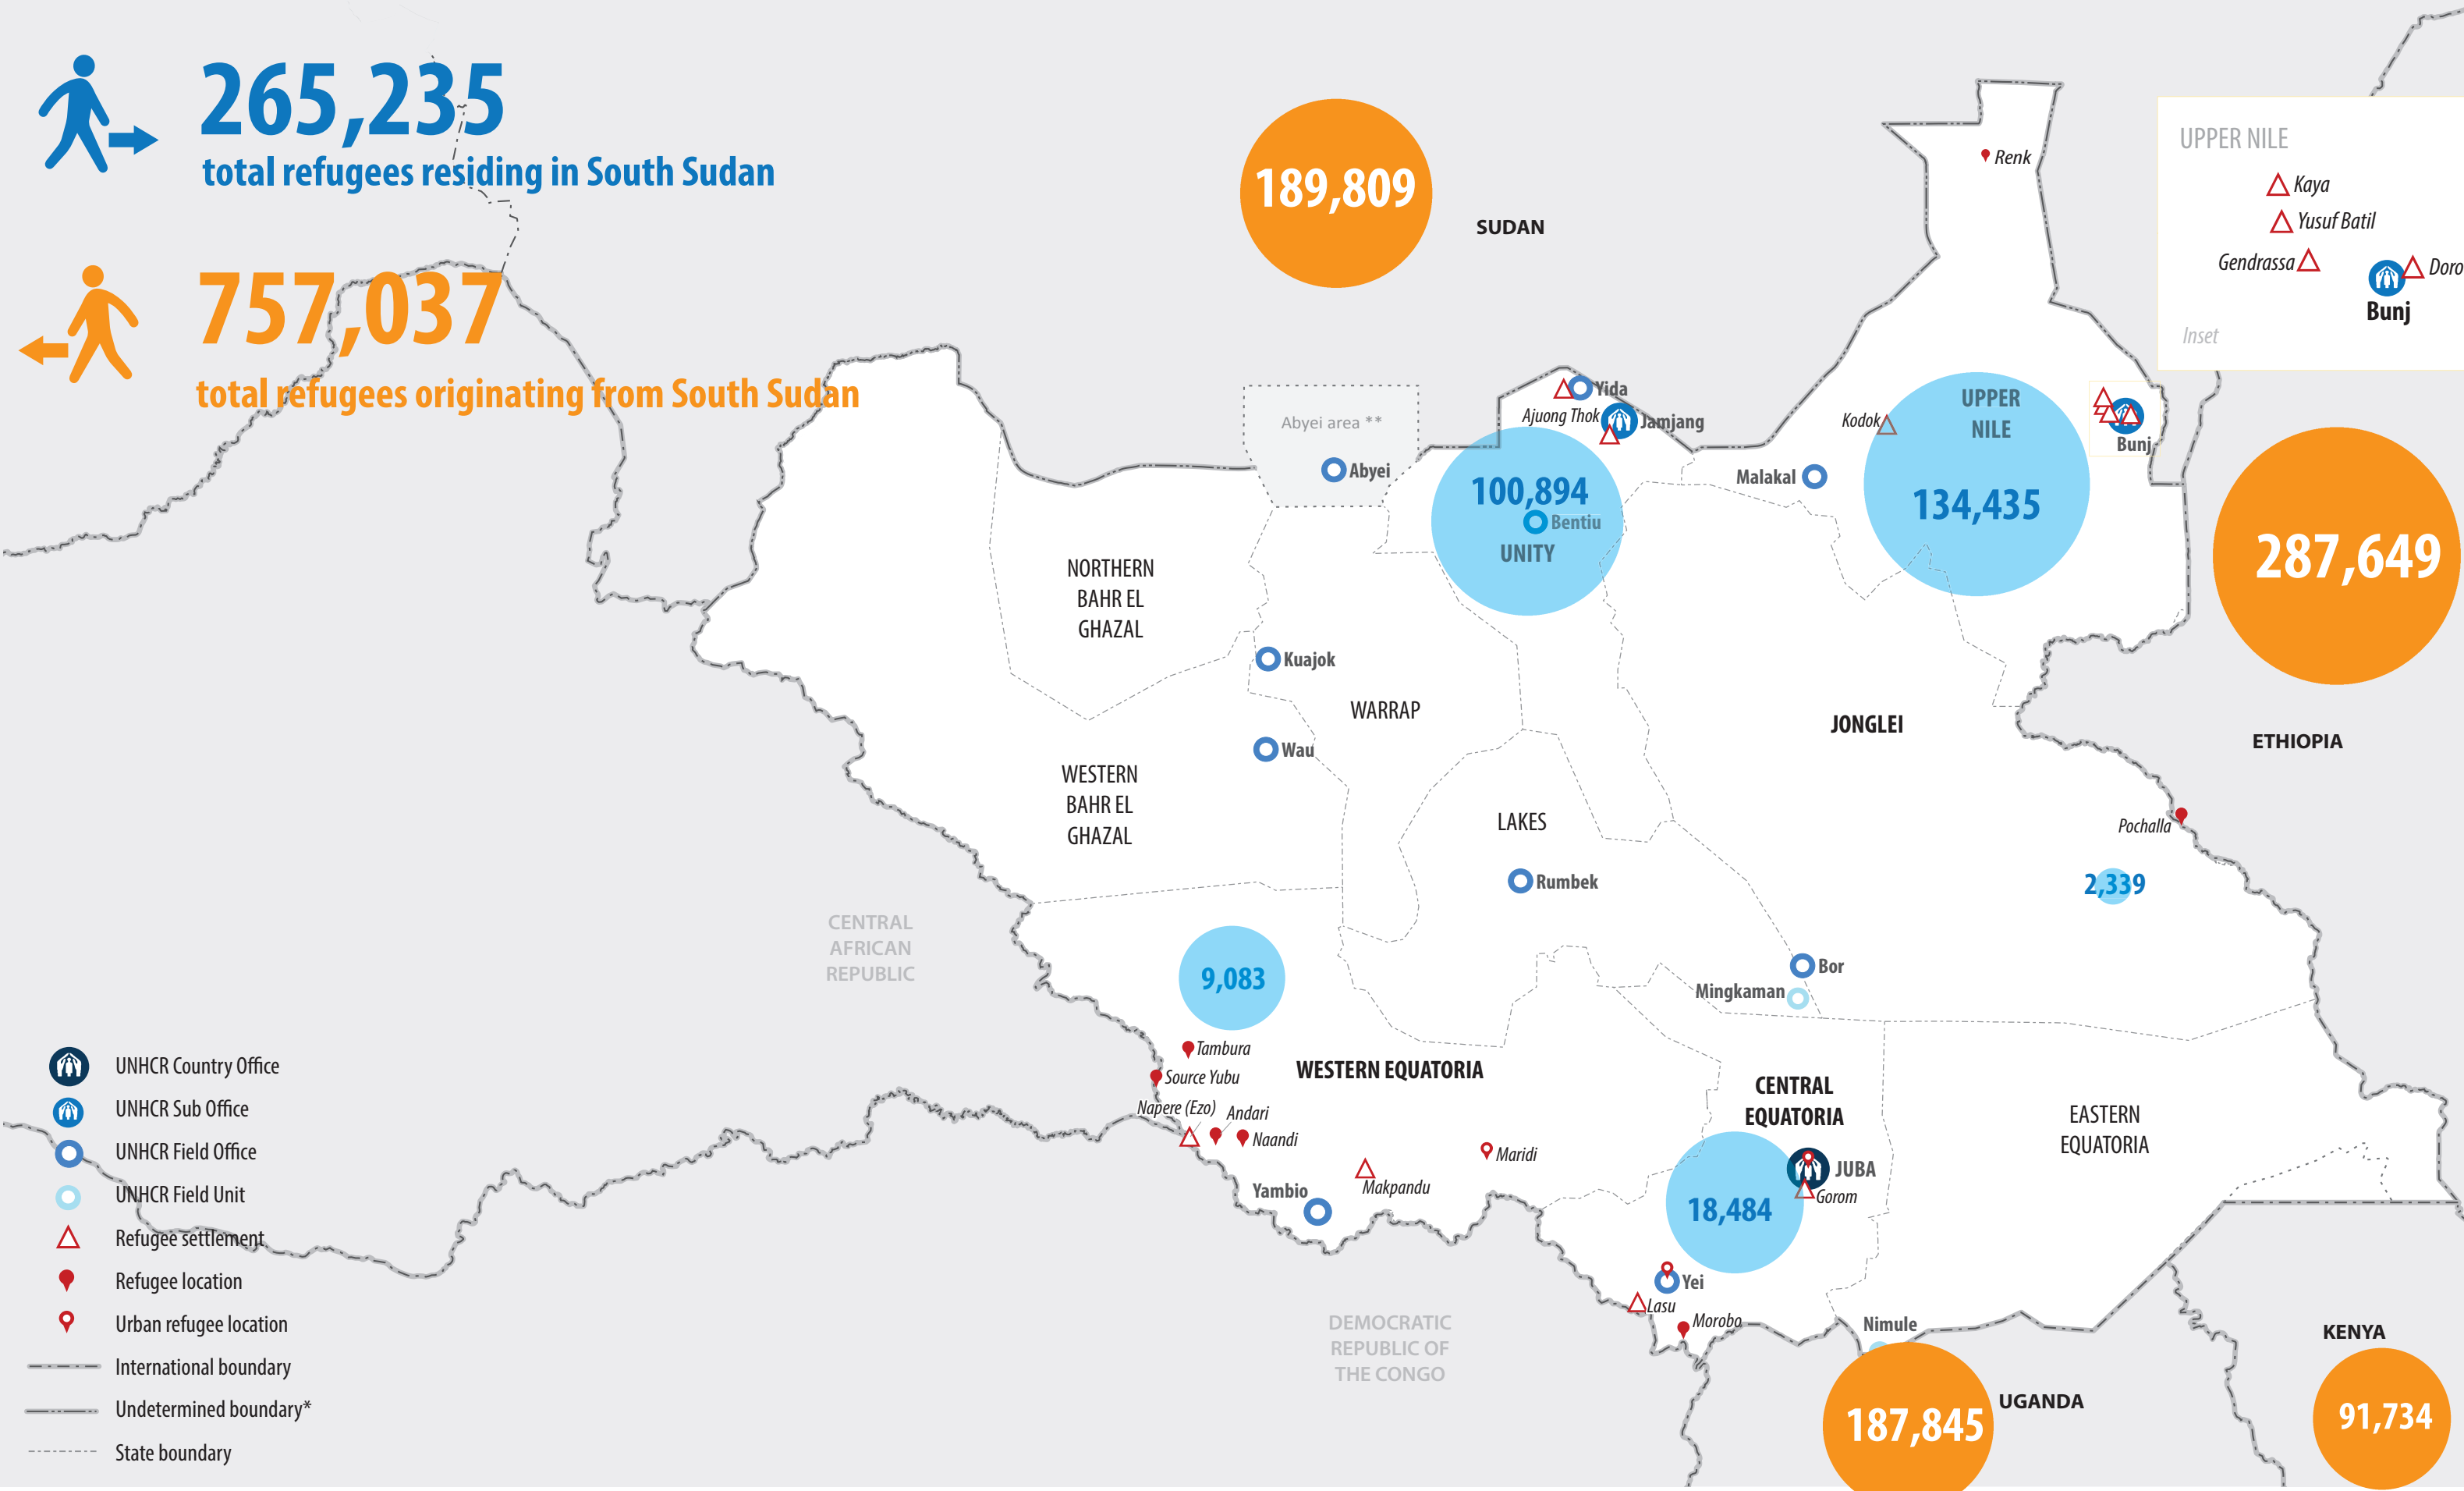 265,235
total refugees residing in South Sudan
757,037
total refugees originating from South Sudan
189,809
SUDAN
Renk
UPPER NILE
Kaya
Yusuf Batil
Gendrassa
Doro
Bunj
Inset
Abyei area **
Abyei
Yida
Ajuong Thok
Jamjang
100,894
Bentiu
UNITY
Kodok
Malakal
UPPER
NILE
134,435
Bunj
287,649
ETHIOPIA
NORTHERN
BAHR EL
GHAZAL
Kuajok
WARRAP
Wau
WESTERN
BAHR EL
GHAZAL
JONGLEI
LAKES
Rumbek
Pochalla
2,339
CENTRAL
AFRICAN
REPUBLIC
9,083
Bor
Mingkaman
Tambura
Source Yubu
Napere (Ezo)
Andari
Naandi
WESTERN EQUATORIA
Maridi
Makpandu
Yambio
CENTRAL
EQUATORIA
JUBA
Gorom
18,484
EASTERN
EQUATORIA
Yei
Lasu
Morobo
Nimule
DEMOCRATIC
REPUBLIC OF
THE CONGO
187,845
UGANDA
KENYA
91,734
UNHCR Country Office
UNHCR Sub Office
UNHCR Field Office
UNHCR Field Unit
Refugee settlement
Refugee location
Urban refugee location
International boundary
Undetermined boundary*
State boundary